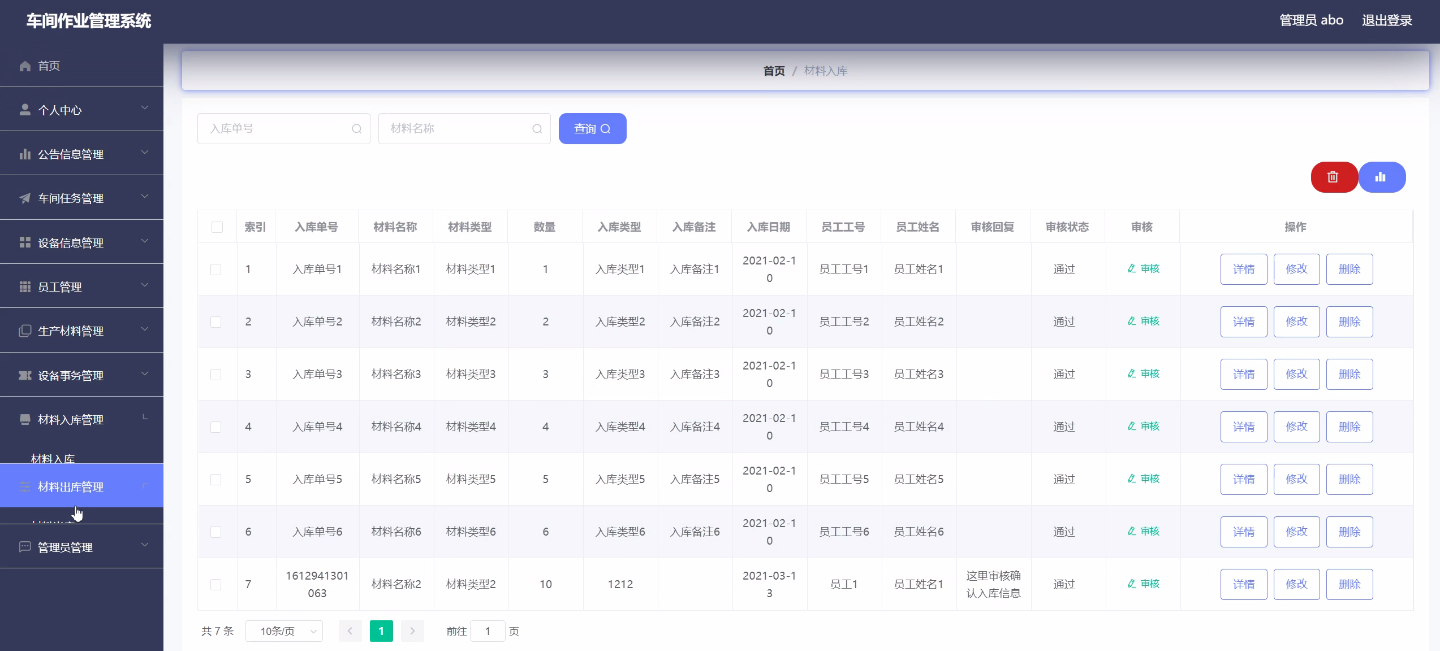 车间作业管理系统
管理员 abo 退出登录
首页
个人中心
公告信息管理
车间任务管理
设备信息管理
员工管理
生产材料管理
设备事务管理
材料入库管理
材料入库
材料出库管理
管理员管理
首页 / 材料入库
入库单号 材料名称 查询
索引 入库单号 材料名称 材料类型 数量 入库类型 入库备注 入库日期 员工工号 员工姓名 审核回复 审核状态 审核 操作
1 入库单号1 材料名称1 材料类型1 1 入库类型1 入库备注1 2021-02-10 员工工号1 员工姓名1 通过 审核 详情 修改 删除
2 入库单号2 材料名称2 材料类型2 2 入库类型2 入库备注2 2021-02-10 员工工号2 员工姓名2 通过 审核 详情 修改 删除
3 入库单号3 材料名称3 材料类型3 3 入库类型3 入库备注3 2021-02-10 员工工号3 员工姓名3 通过 审核 详情 修改 删除
4 入库单号4 材料名称4 材料类型4 4 入库类型4 入库备注4 2021-02-10 员工工号4 员工姓名4 通过 审核 详情 修改 删除
5 入库单号5 材料名称5 材料类型5 5 入库类型5 入库备注5 2021-02-10 员工工号5 员工姓名5 通过 审核 详情 修改 删除
6 入库单号6 材料名称6 材料类型6 6 入库类型6 入库备注6 2021-02-10 员工工号6 员工姓名6 通过 审核 详情 修改 删除
7 1612941301063 材料名称2 材料类型2 10 1212 2021-03-13 员工1 员工姓名1 这里审核确认入库信息 通过 审核 详情 修改 删除
共 7 条 10条/页 1 前往 1 页